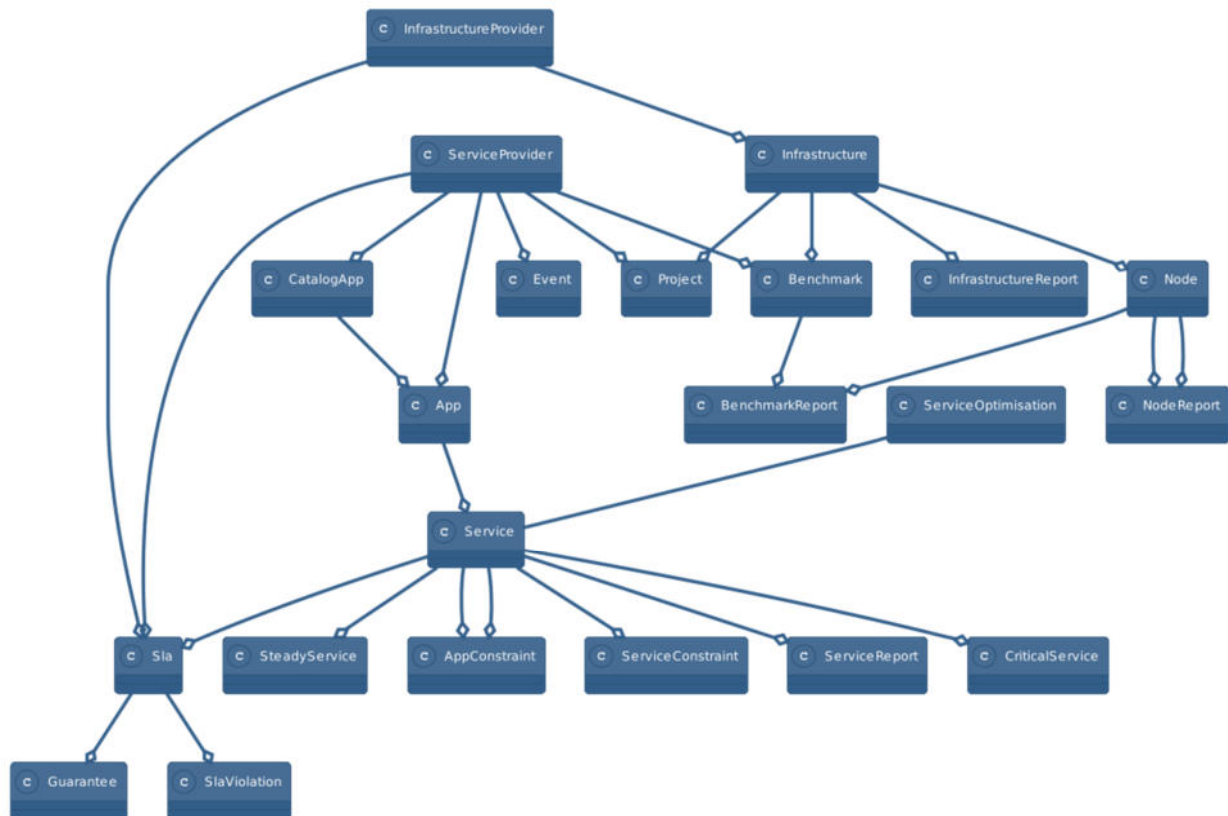 C InfrastructureProvider
C ServiceProvider
C Infrastructure
C CatalogApp
C Event
C Project
C Benchmark
C InfrastructureReport
C Node
C App
C BenchmarkReport
C ServiceOptimisation
C NodeReport
C Service
C Sla
C SteadyService
C AppConstraint
C ServiceConstraint
C ServiceReport
C CriticalService
C Guarantee
C SlaViolation